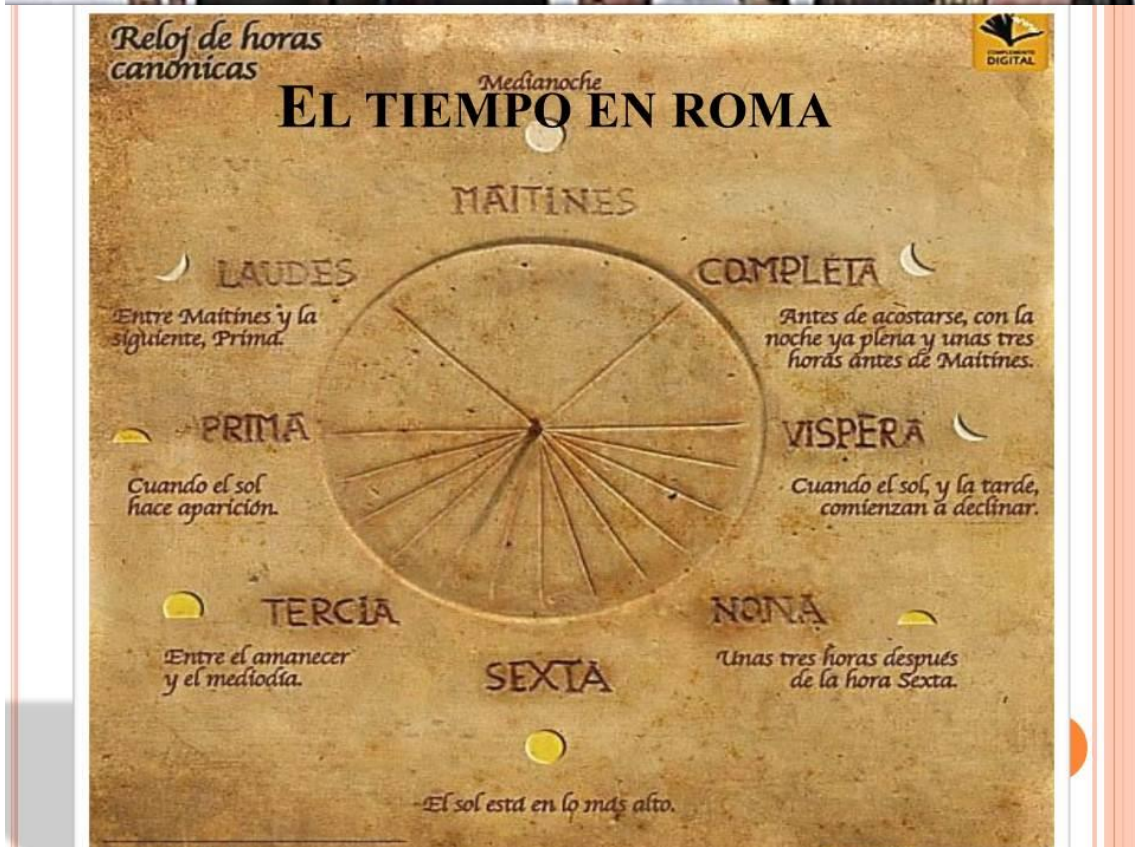 Reloj de horas
canónicas
COMPLEMENTO
DIGITAL
Medianoche
EL TIEMPO EN ROMA
MAITINES
LAUDES
Entre Maitines y la
siguiente, Prima.
COMPLETA
Antes de acostarse, con la
noche ya plena y unas tres
horas antes de Maitines.
PRIMA
Cuando el sol
hace aparición.
VISPERA
Cuando el sol, y la tarde,
comienzan a declinar.
TERCIA
Entre el amanecer
y el mediodía.
NONA
Unas tres horas después
de la hora Sexta.
SEXTA
El sol está en lo más alto.